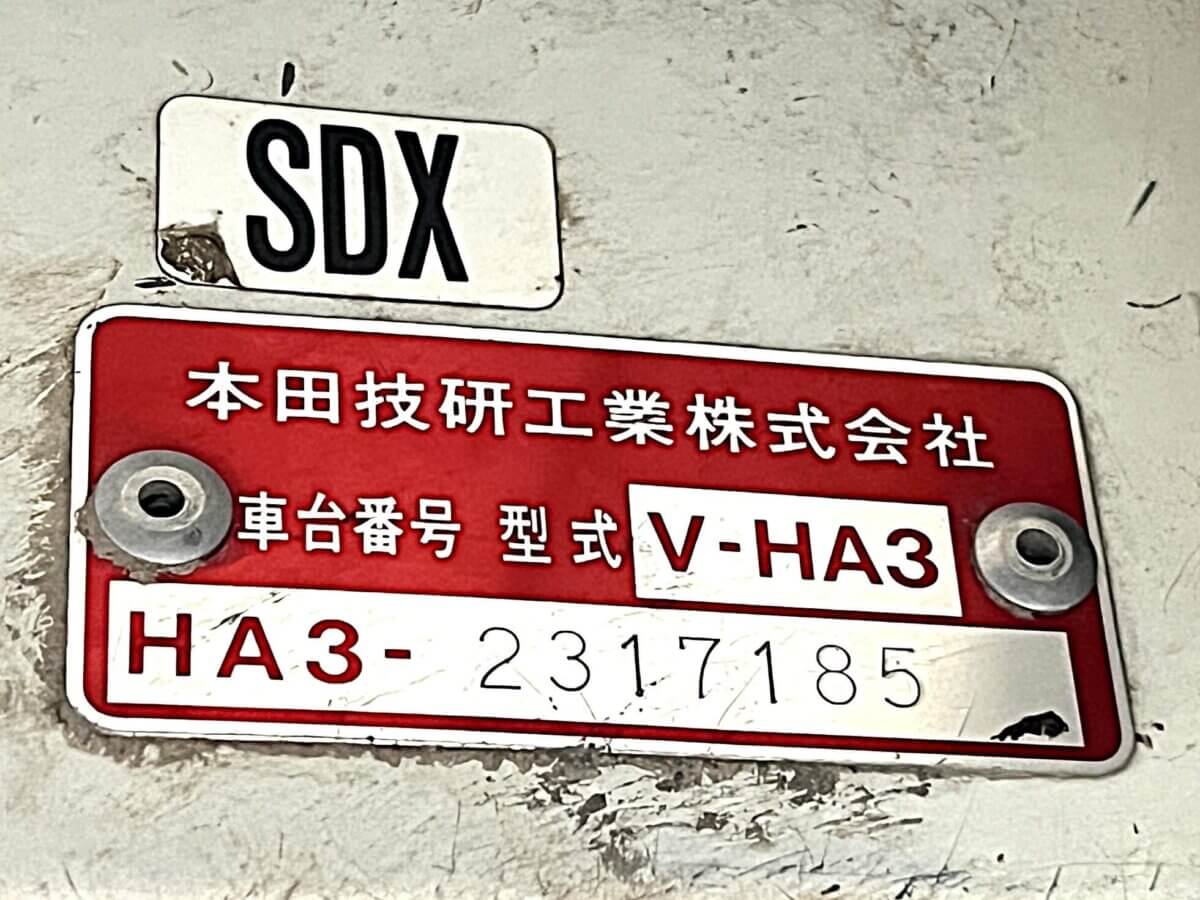 SDX
本田技研工業株式会社
車台番号 型式 V-HA3
HA3- 2317185